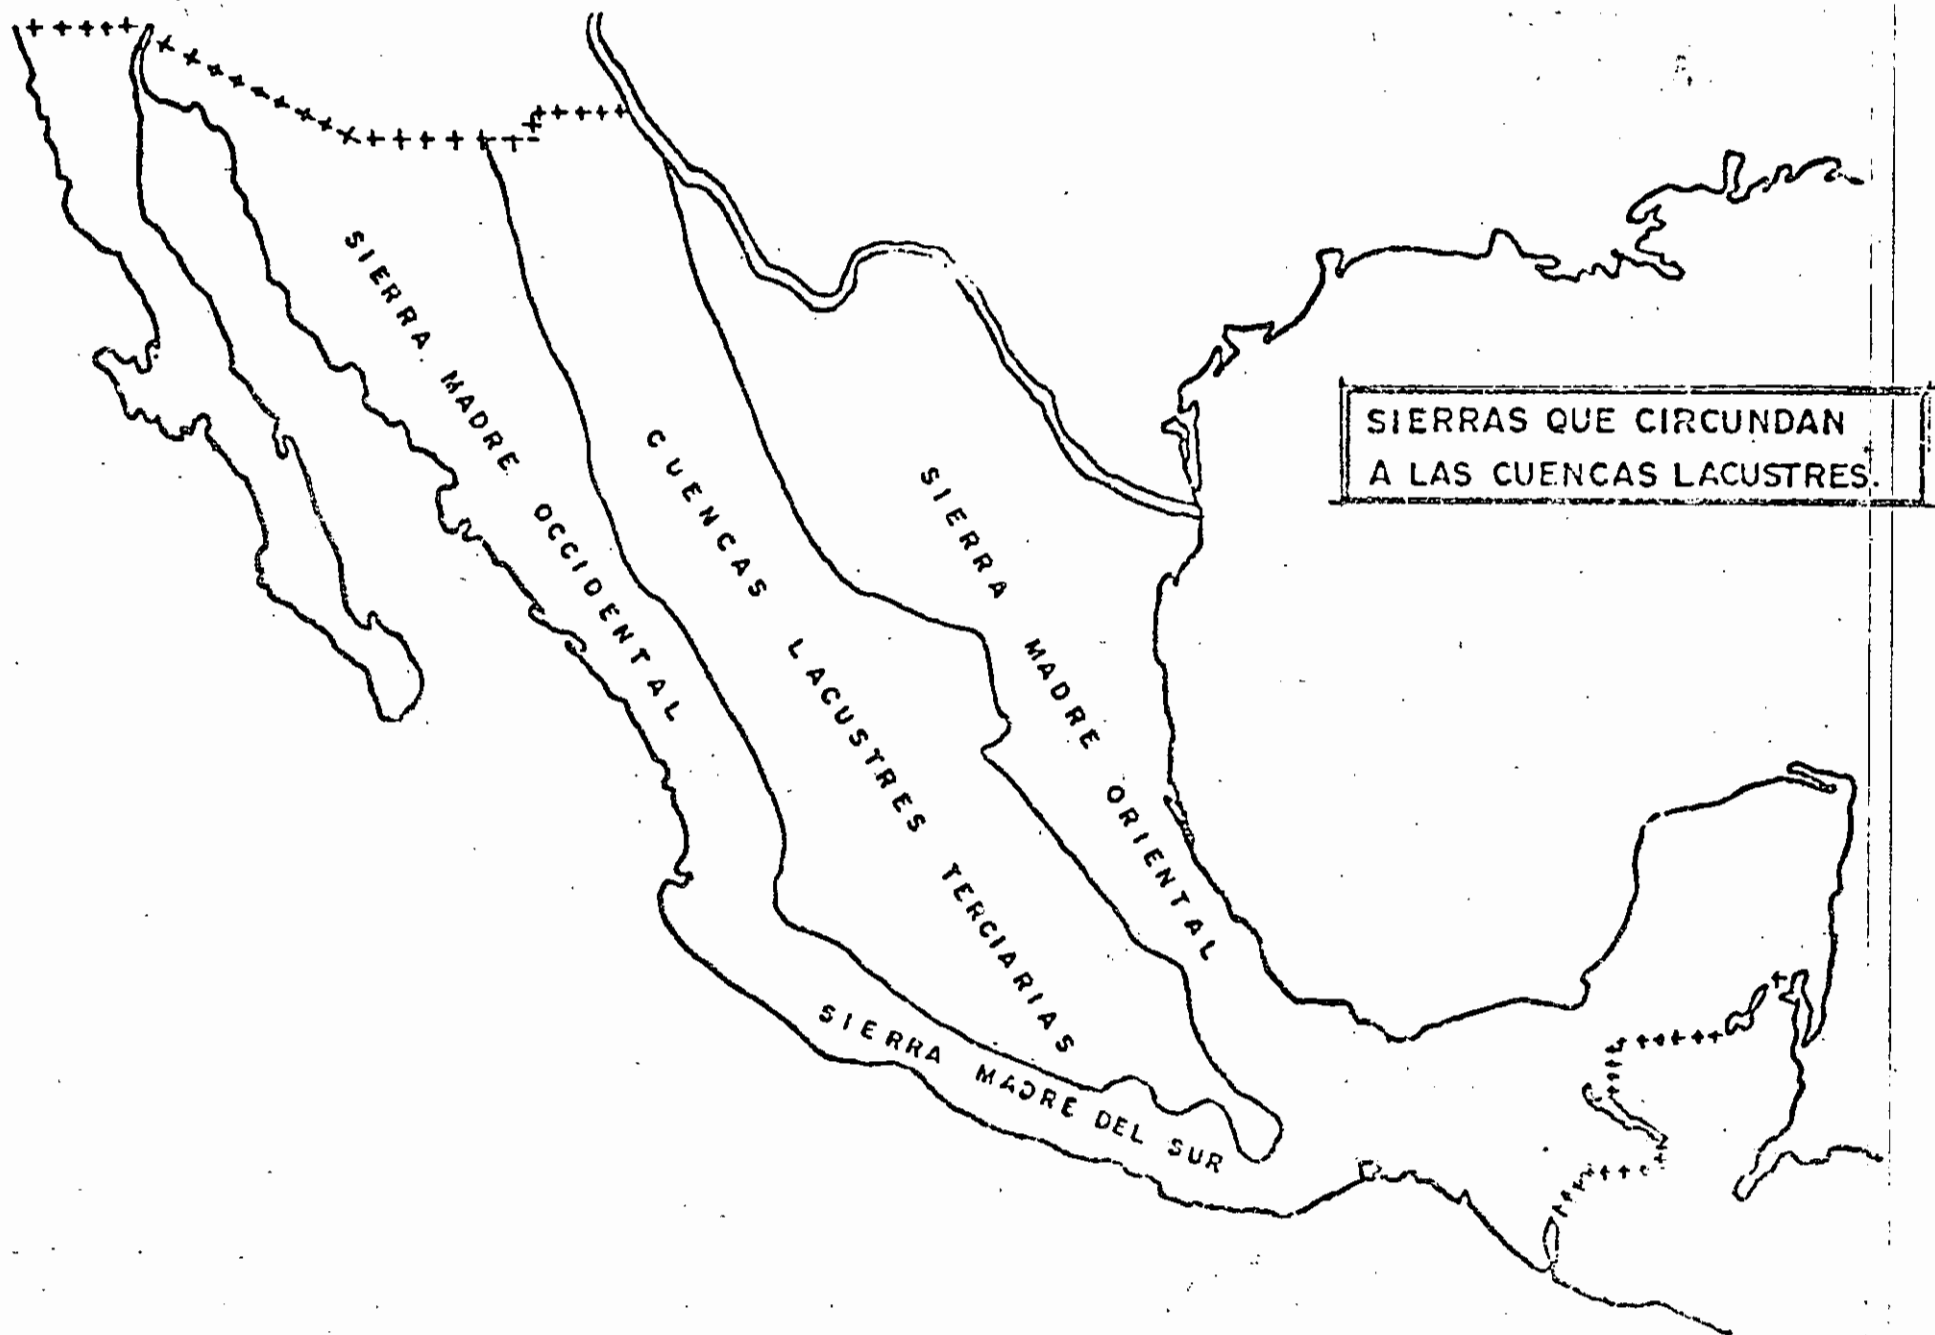 SIERRA MADRE OCCIDENTAL
CUENCAS LACUSTRES TERCIARIAS
SIERRA MADRE ORIENTAL
SIERRAS QUE CIRCUNDAN
A LAS CUENCAS LACUSTRES.
SIERRA MADRE DEL SUR